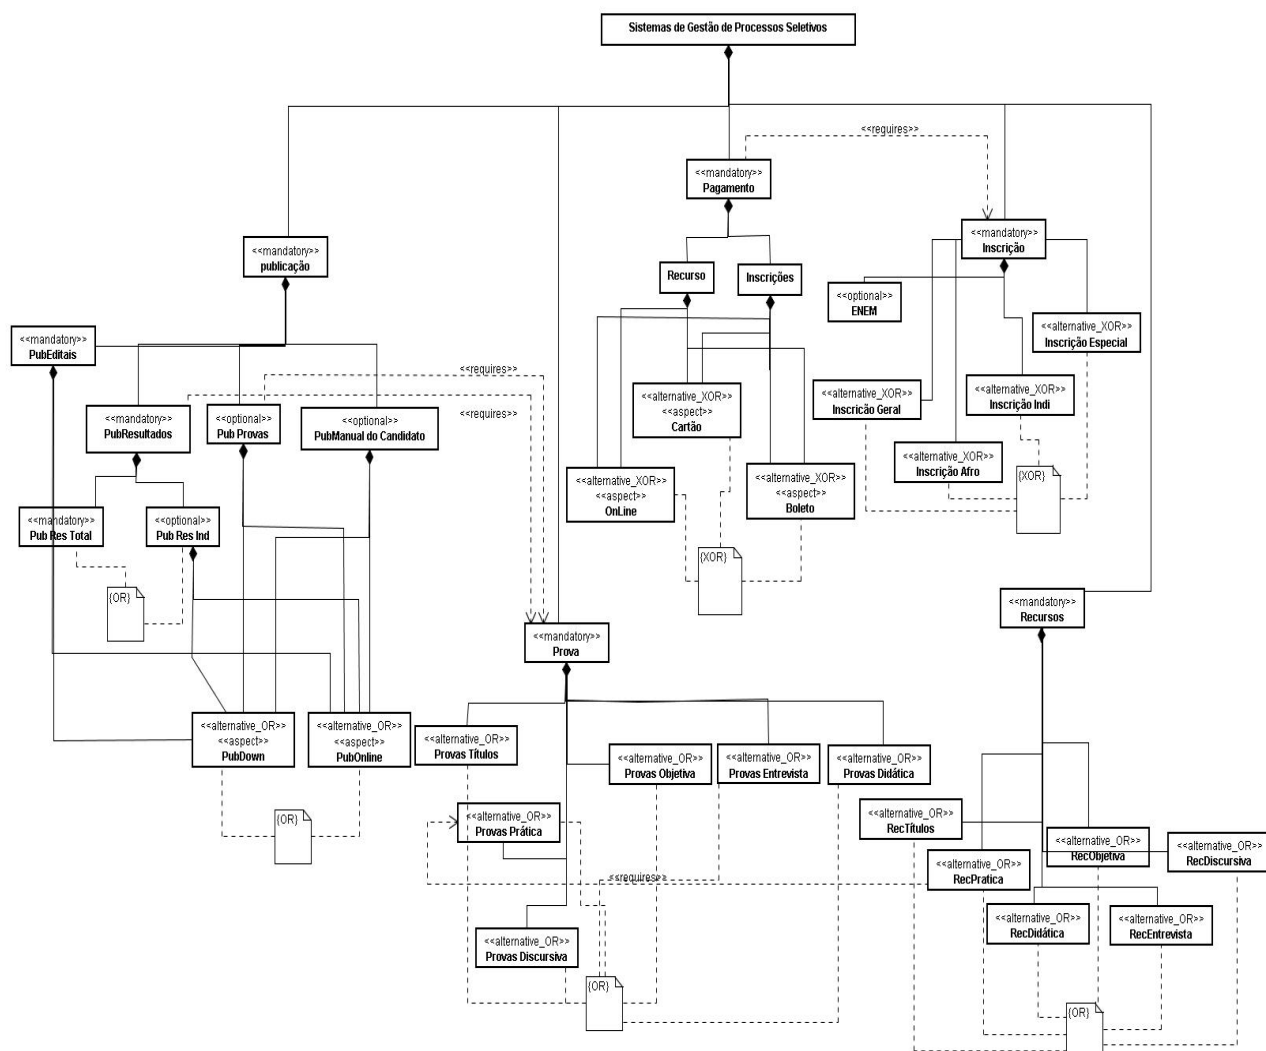 Sistemas de Gestão de Processos Seletivos
<<requires>>
<<mandatory>>
Pagamento
<<mandatory>>
Inscrição
<<mandatory>>
publicação
Recurso
Inscrições
<<optional>>
ENEM
<<mandatory>>
PubEditais
<<alternative_XOR>>
Inscrição Especial
<<requires>>
<<requires>>
<<alternative_XOR>>
Inscricão Geral
<<alternative_XOR>>
Inscrição Indi
<<alternative_XOR>>
<<aspect>>
Cartão
<<mandatory>>
PubResultados
<<optional>>
Pub Provas
<<optional>>
PubManual do Candidato
<<alternative_XOR>>
Inscrição Afro
{XOR}
<<alternative_XOR>>
<<aspect>>
OnLine
<<alternative_XOR>>
<<aspect>>
Boleto
<<mandatory>>
Pub Res Total
<<optional>>
Pub Res Ind
{XOR}
{OR}
<<mandatory>>
Recursos
<<mandatory>>
Prova
<<alternative_OR>>
<<aspect>>
PubDown
<<alternative_OR>>
<<aspect>>
PubOnline
<<alternative_OR>>
Provas Títulos
<<alternative_OR>>
Provas Objetiva
<<alternative_OR>>
Provas Entrevista
<<alternative_OR>>
Provas Didática
{OR}
<<alternative_OR>>
Provas Prática
<<alternative_OR>>
RecTítulos
<<alternative_OR>>
RecObjetiva
<<alternative_OR>>
RecDiscursiva
<<requires>>
<<alternative_OR>>
RecPratica
<<alternative_OR>>
RecDidática
<<alternative_OR>>
RecEntrevista
<<alternative_OR>>
Provas Discursiva
{OR}
{OR}